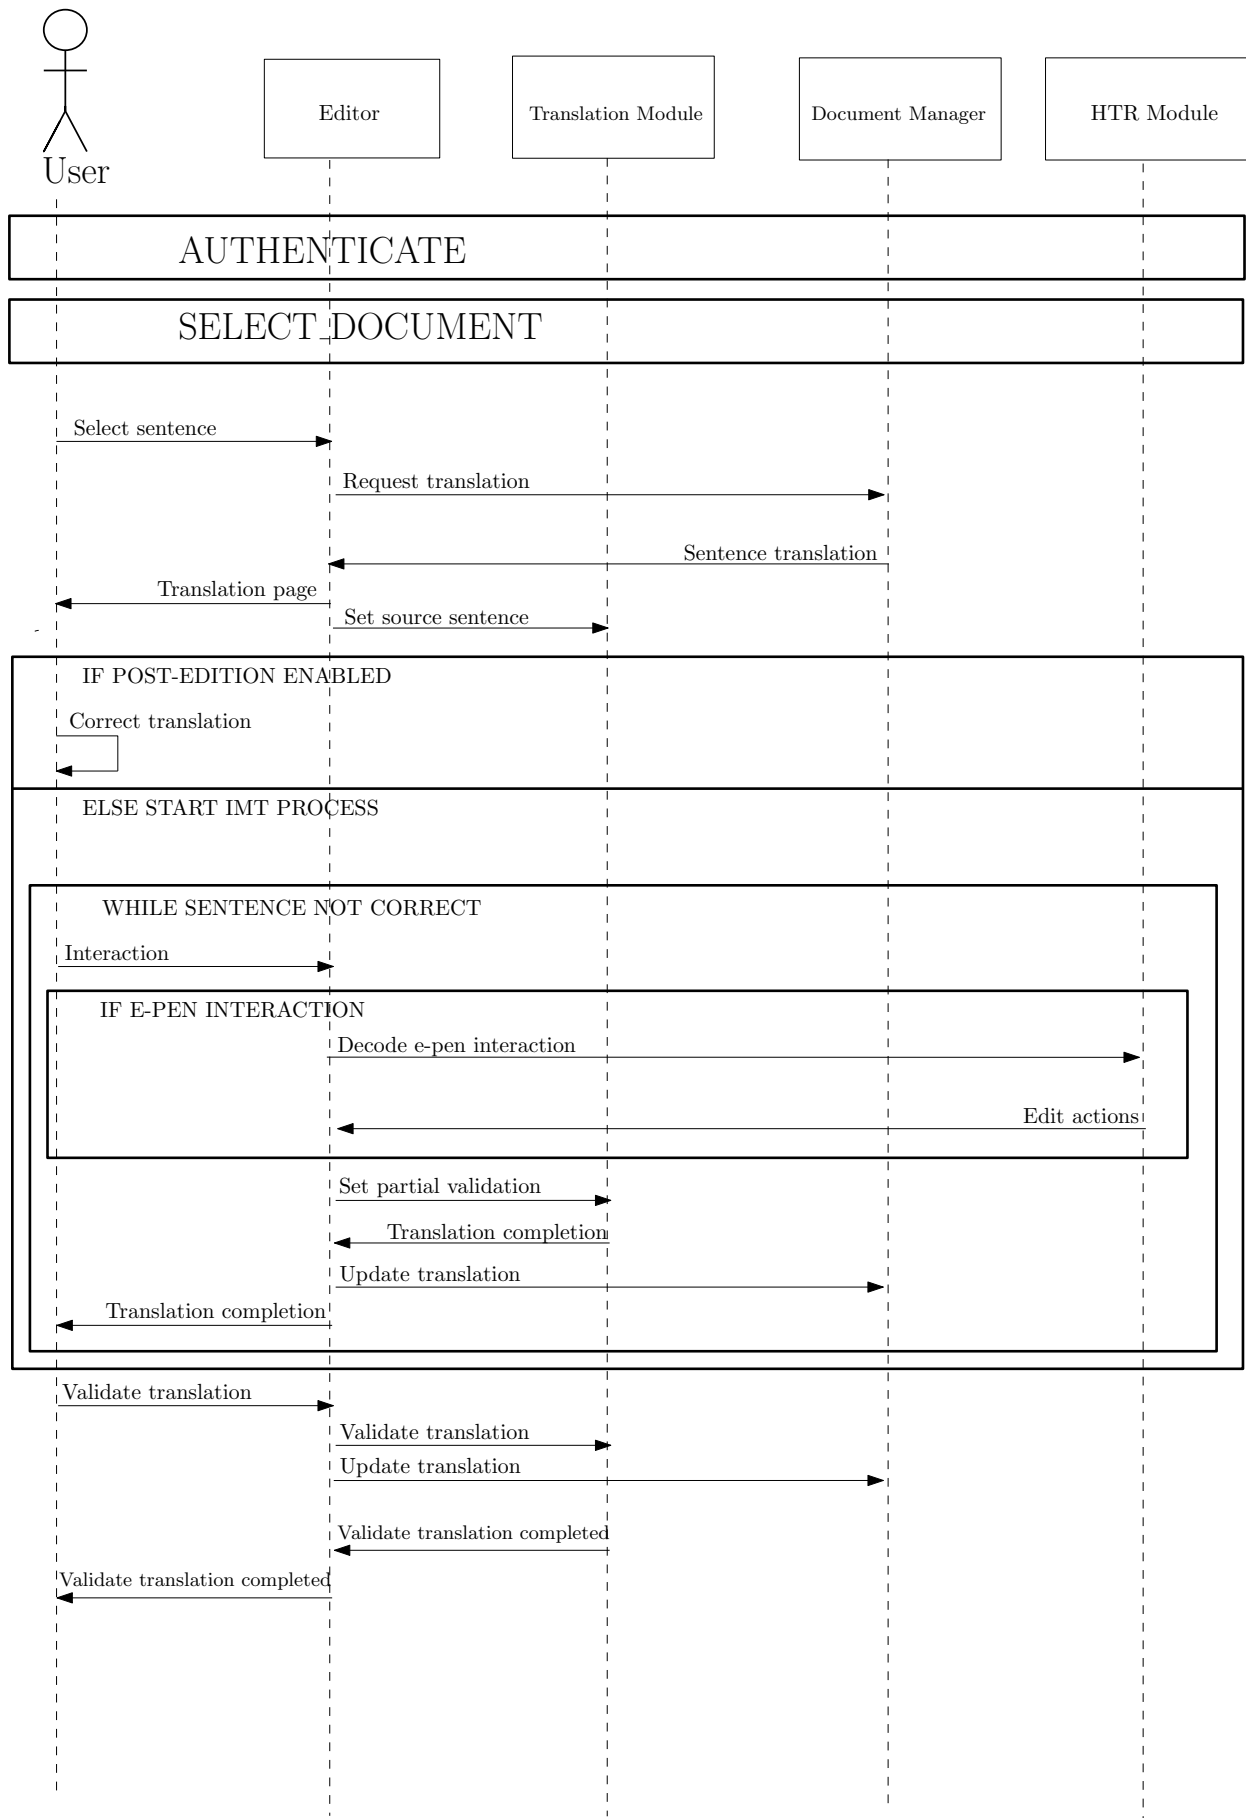 User
Editor
Translation Module
Document Manager
HTR Module
AUTHENTICATE
SELECT_DOCUMENT
Select sentence
Request translation
Sentence translation
Translation page
Set source sentence
IF POST-EDITION ENABLED
Correct translation
ELSE START IMT PROCESS
WHILE SENTENCE NOT CORRECT
Interaction
IF E-PEN INTERACTION
Decode e-pen interaction
Edit actions
Set partial validation
Translation completion
Update translation
Translation completion
Validate translation
Validate translation
Update translation
Validate translation completed
Validate translation completed